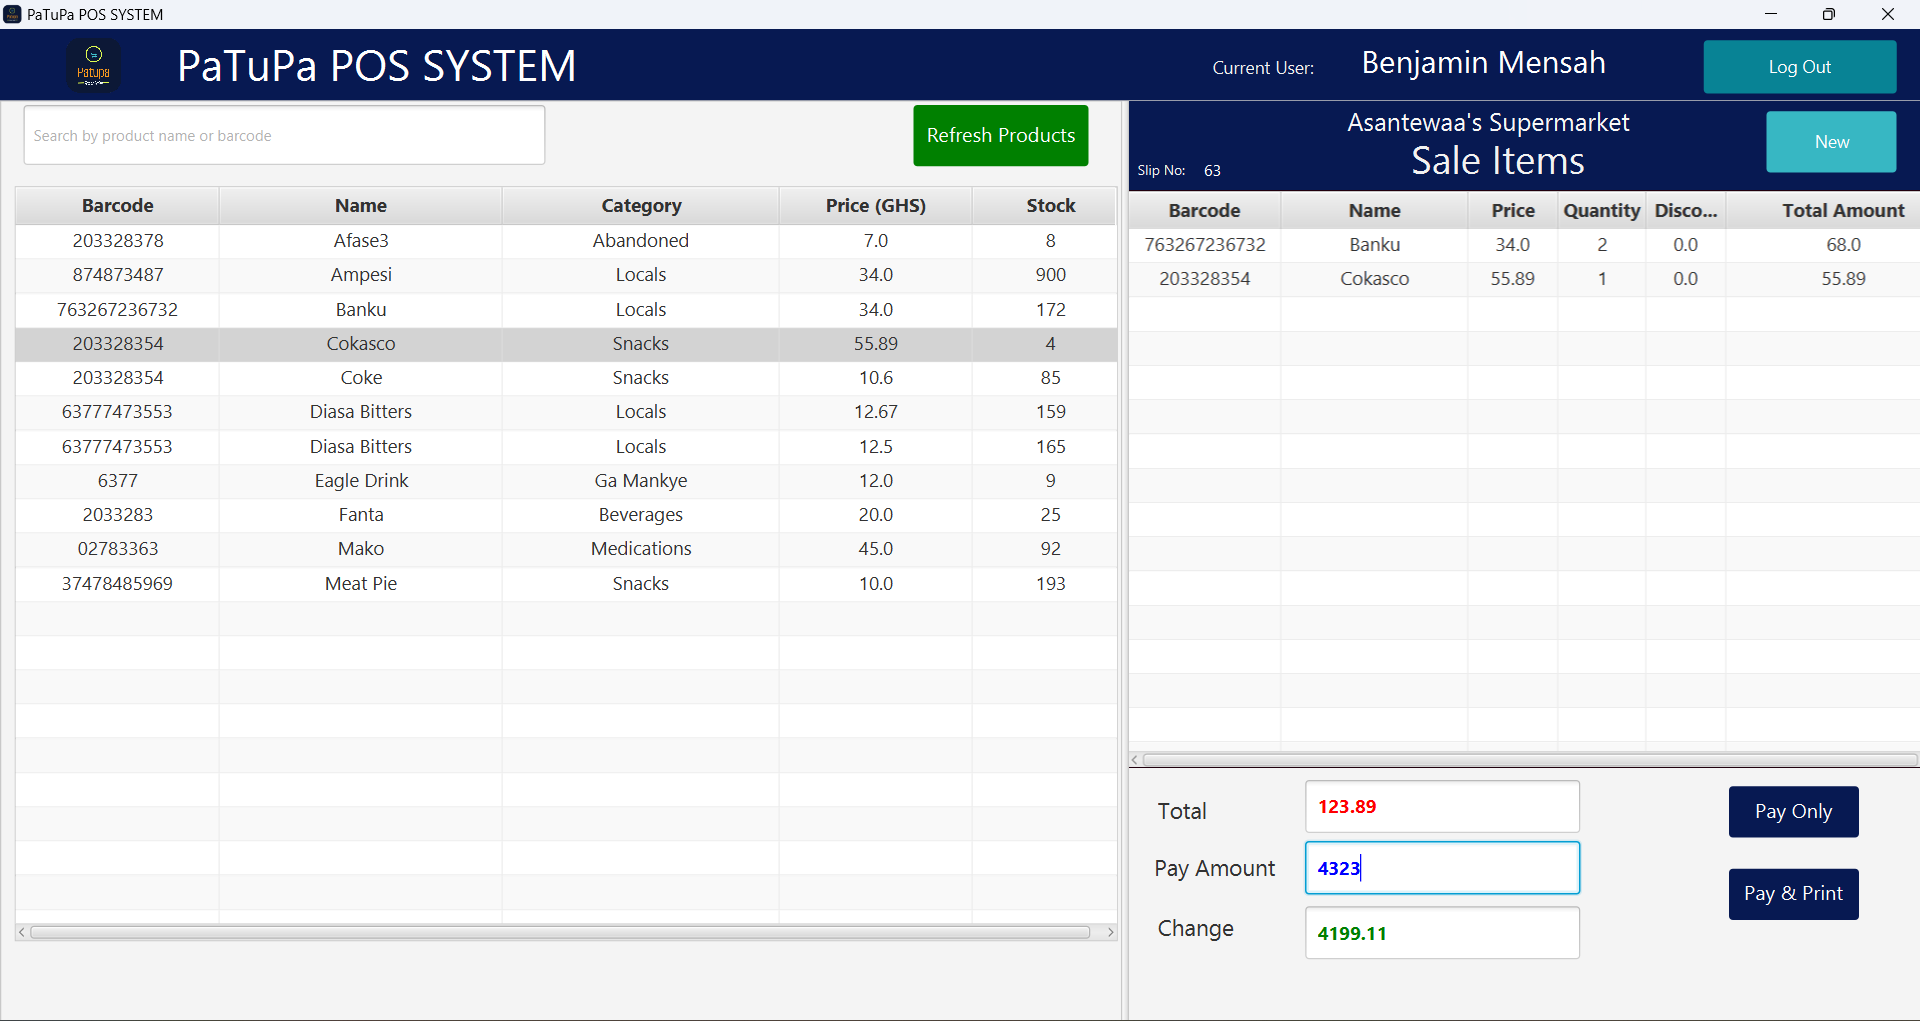 PaTuPa POS SYSTEM
Patupa
PaTuPa POS SYSTEM
Current User:
Benjamin Mensah
Log Out
Search by product name or barcode
Refresh Products
Barcode Name Category Price (GHS) Stock
203328378 Afase3 Abandoned 7.0 8
874873487 Ampesi Locals 34.0 900
763267236732 Banku Locals 34.0 172
203328354 Cokasco Snacks 55.89 4
203328354 Coke Snacks 10.6 85
63777473553 Diasa Bitters Locals 12.67 159
63777473553 Diasa Bitters Locals 12.5 165
6377 Eagle Drink Ga Mankye 12.0 9
2033283 Fanta Beverages 20.0 25
02783363 Mako Medications 45.0 92
37478485969 Meat Pie Snacks 10.0 193
Asantewaa's Supermarket
Sale Items
Slip No: 63
New
Barcode Name Price Quantity Disco... Total Amount
763267236732 Banku 34.0 2 0.0 68.0
203328354 Cokasco 55.89 1 0.0 55.89
Total 123.89
Pay Only
Pay Amount 4323
Pay & Print
Change 4199.11